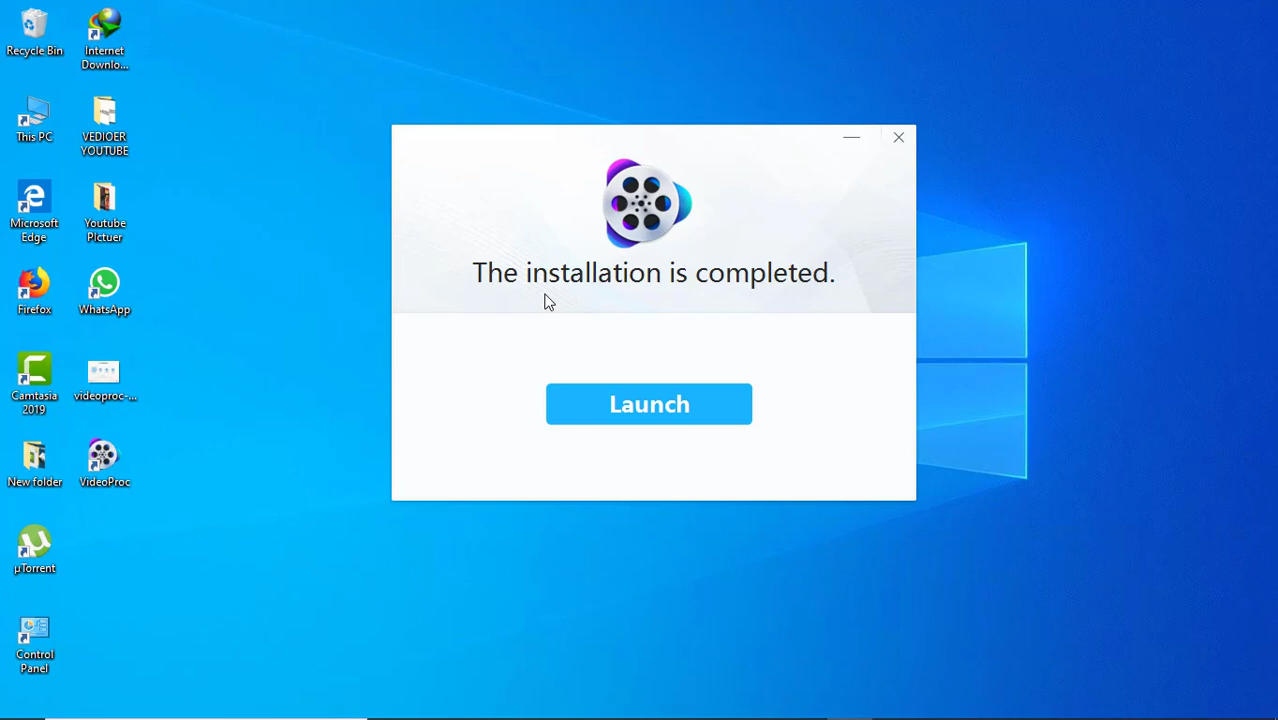 Recycle Bin
Internet
Downlo...
This PC
VEDIOER
YOUTUBE
Microsoft
Edge
Youtube
PIctuer
Firefox
WhatsApp
Camtasia
2019
videoproc-...
New folder
VideoProc
µTorrent
Control
Panel
The installation is completed.
Launch